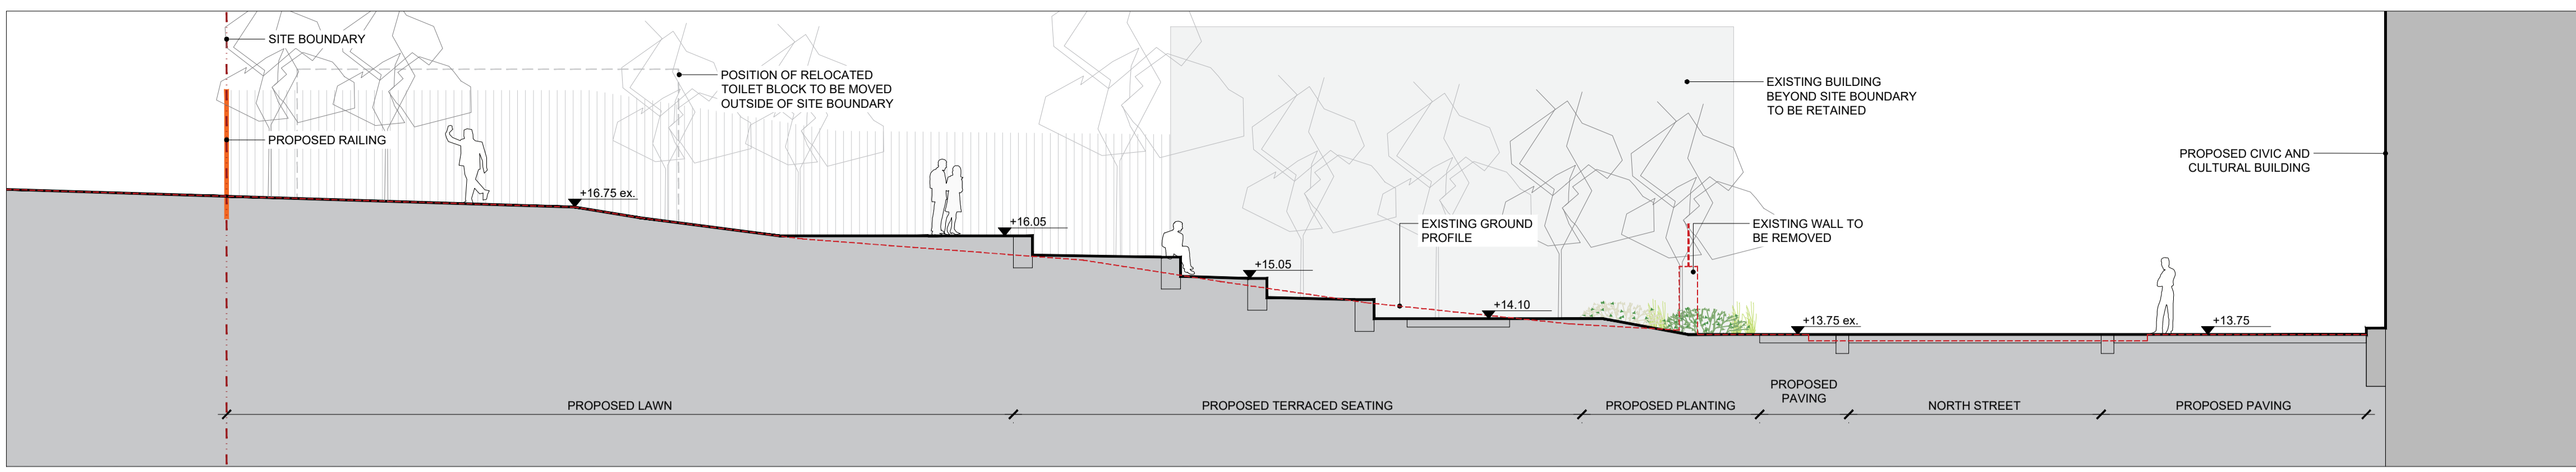 SITE BOUNDARY
POSITION OF RELOCATED
TOILET BLOCK TO BE MOVED
OUTSIDE OF SITE BOUNDARY
EXISTING BUILDING
BEYOND SITE BOUNDARY
TO BE RETAINED
PROPOSED RAILING
PROPOSED CIVIC AND
CULTURAL BUILDING
+16.75 ex.
+16.05
EXISTING GROUND
PROFILE
EXISTING WALL TO
BE REMOVED
+15.05
+14.10
+13.75 ex.
+13.75
PROPOSED LAWN
PROPOSED TERRACED SEATING
PROPOSED PLANTING
PROPOSED
PAVING
NORTH STREET
PROPOSED PAVING